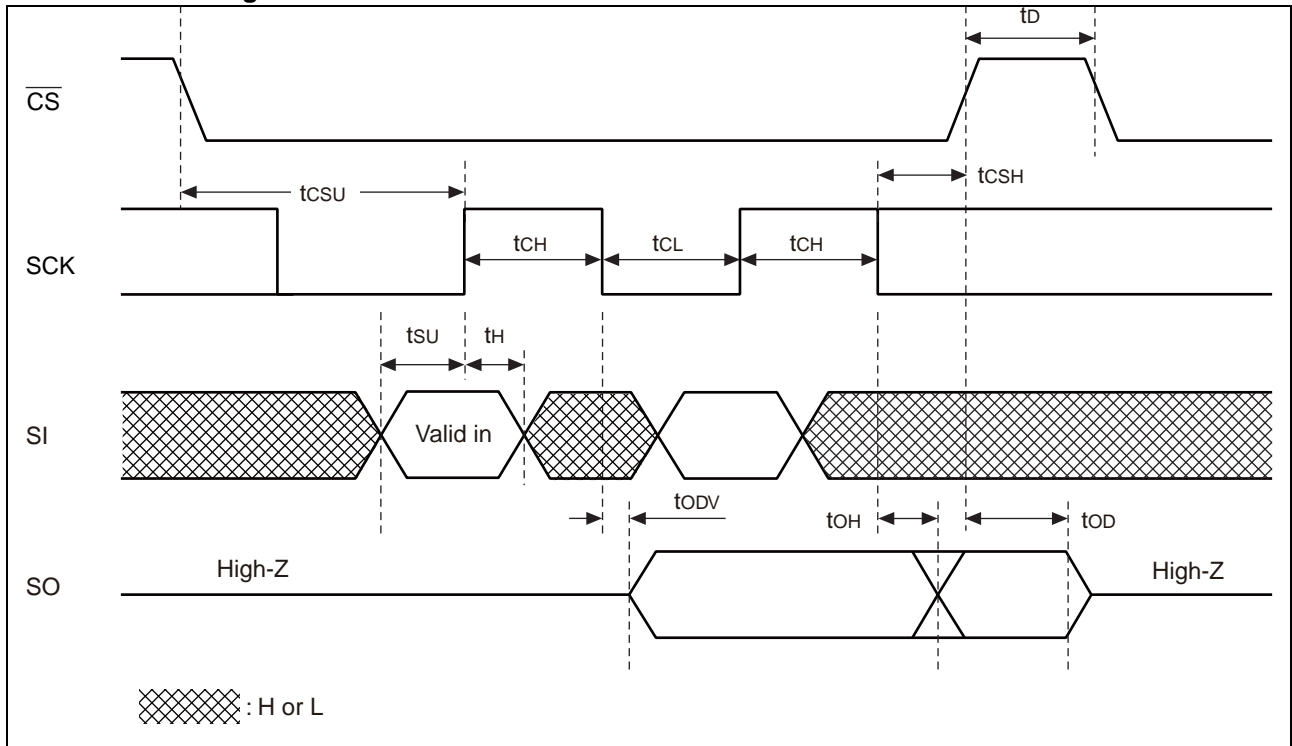 tD
CS
tCSU
tCSH
SCK
tCH
tCL
tCH
tSU
tH
SI
Valid in
tODV
tOH
tOD
SO
High-Z
High-Z
: H or L